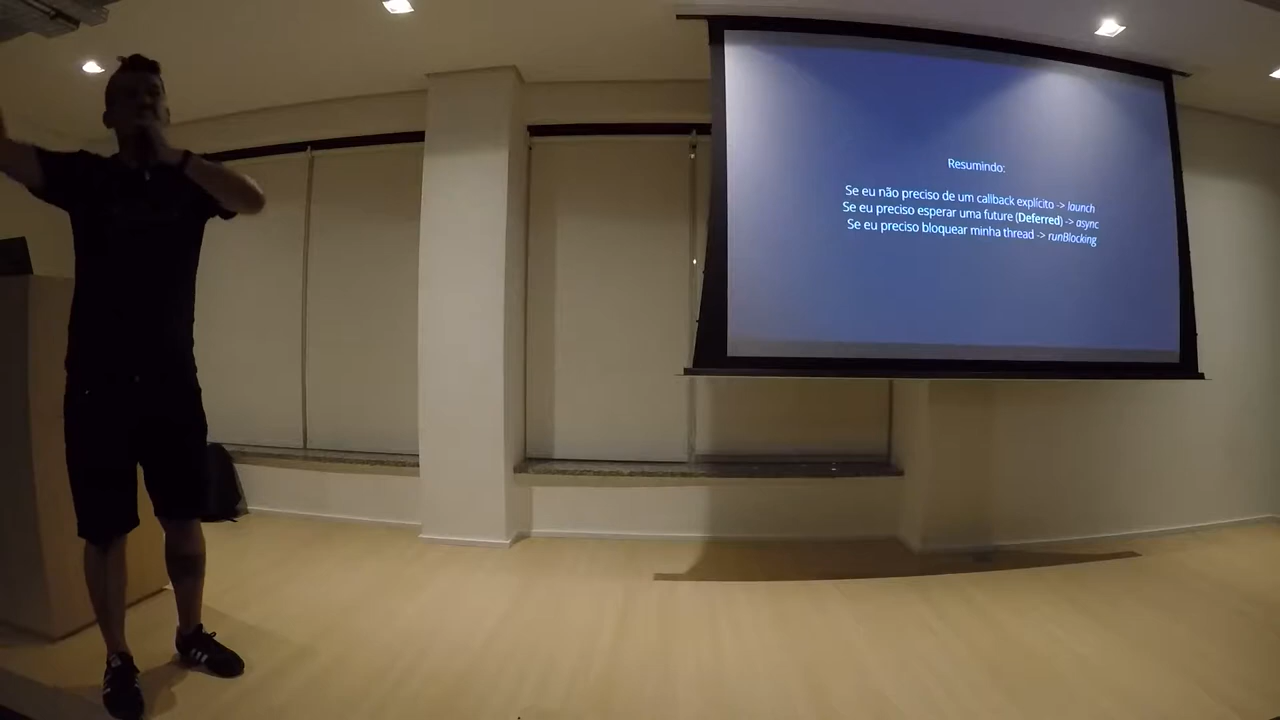 Resumindo:
Se eu não preciso de um callback explícito -> launch
Se eu preciso esperar uma future (Deferred) -> async
Se eu preciso bloquear minha thread -> runBlocking